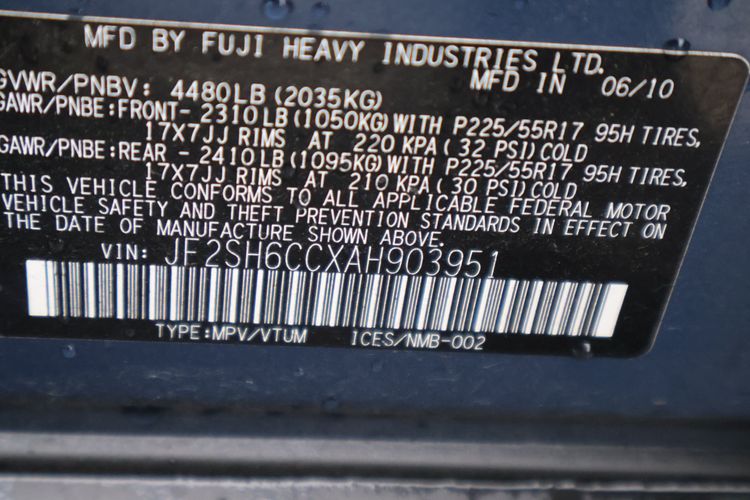 MFD BY FUJI HEAVY INDUSTRIES LTD.
MFD IN 06/10
GVWR/PNBV: 4480LB (2035KG)
GAWR/PNBE: FRONT- 2310 LB (1050KG) WITH P225/55R17 95H TIRES,
17X7JJ RIMS AT 220 KPA (32 PSI) COLD
GAWR/PNBE: REAR - 2410 LB (1095KG) WITH P225/55R17 95H TIRES,
17X7JJ RIMS AT 210 KPA (30 PSI) COLD
THIS VEHICLE CONFORMS TO ALL APPLICABLE FEDERAL MOTOR
VEHICLE SAFETY AND THEFT PREVENTION STANDARDS IN EFFECT ON
THE DATE OF MANUFACTURE SHOWN ABOVE.
VIN: JF2SH6CCXAH903951
TYPE:MPV/VTUM ICES/NMB-002